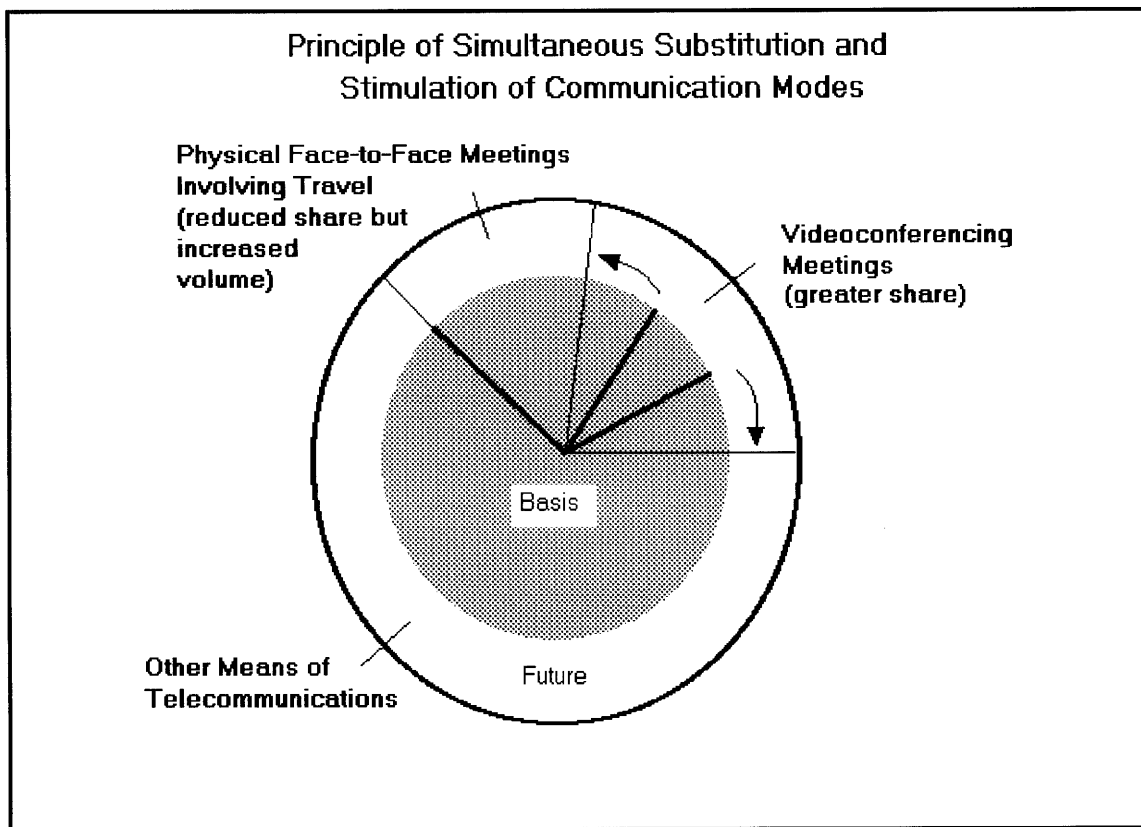 Principle of Simultaneous Substitution and
Stimulation of Communication Modes
Physical Face-to-Face Meetings
Involving Travel
(reduced share but
increased
volume)
Videoconferencing
Meetings
(greater share)
Basis
Future
Other Means of
Telecommunications